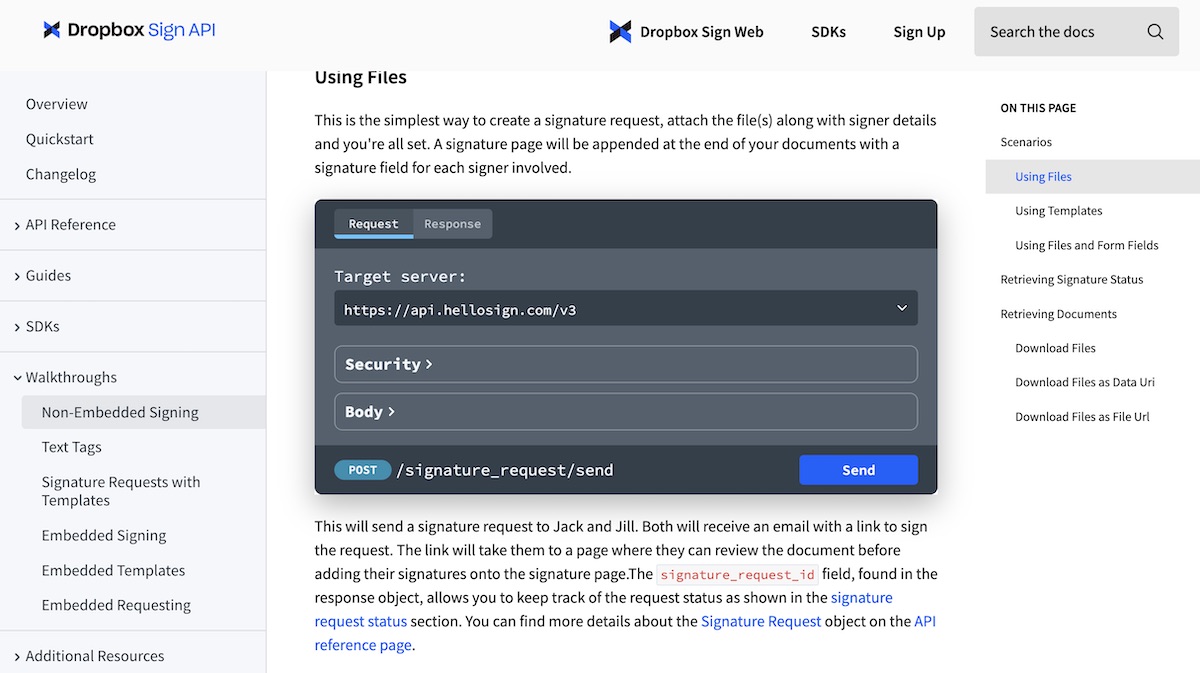 Dropbox Sign API
Dropbox Sign Web
SDKs
Sign Up
Search the docs
Overview
Quickstart
Changelog
API Reference
Guides
SDKs
Walkthroughs
Non-Embedded Signing
Text Tags
Signature Requests with
Templates
Embedded Signing
Embedded Templates
Embedded Requesting
Additional Resources
Using Files
This is the simplest way to create a signature request, attach the file(s) along with signer details
and you're all set. A signature page will be appended at the end of your documents with a
signature field for each signer involved.
Request
Response
Target server:
https://api.hellosign.com/v3
Security
Body
POST /signature_request/send
Send
This will send a signature request to Jack and Jill. Both will receive an email with a link to sign
the request. The link will take them to a page where they can review the document before
adding their signatures onto the signature page.The signature_request_id field, found in the
response object, allows you to keep track of the request status as shown in the signature
request status section. You can find more details about the Signature Request object on the API
reference page.
ON THIS PAGE
Scenarios
Using Files
Using Templates
Using Files and Form Fields
Retrieving Signature Status
Retrieving Documents
Download Files
Download Files as Data Uri
Download Files as File Url